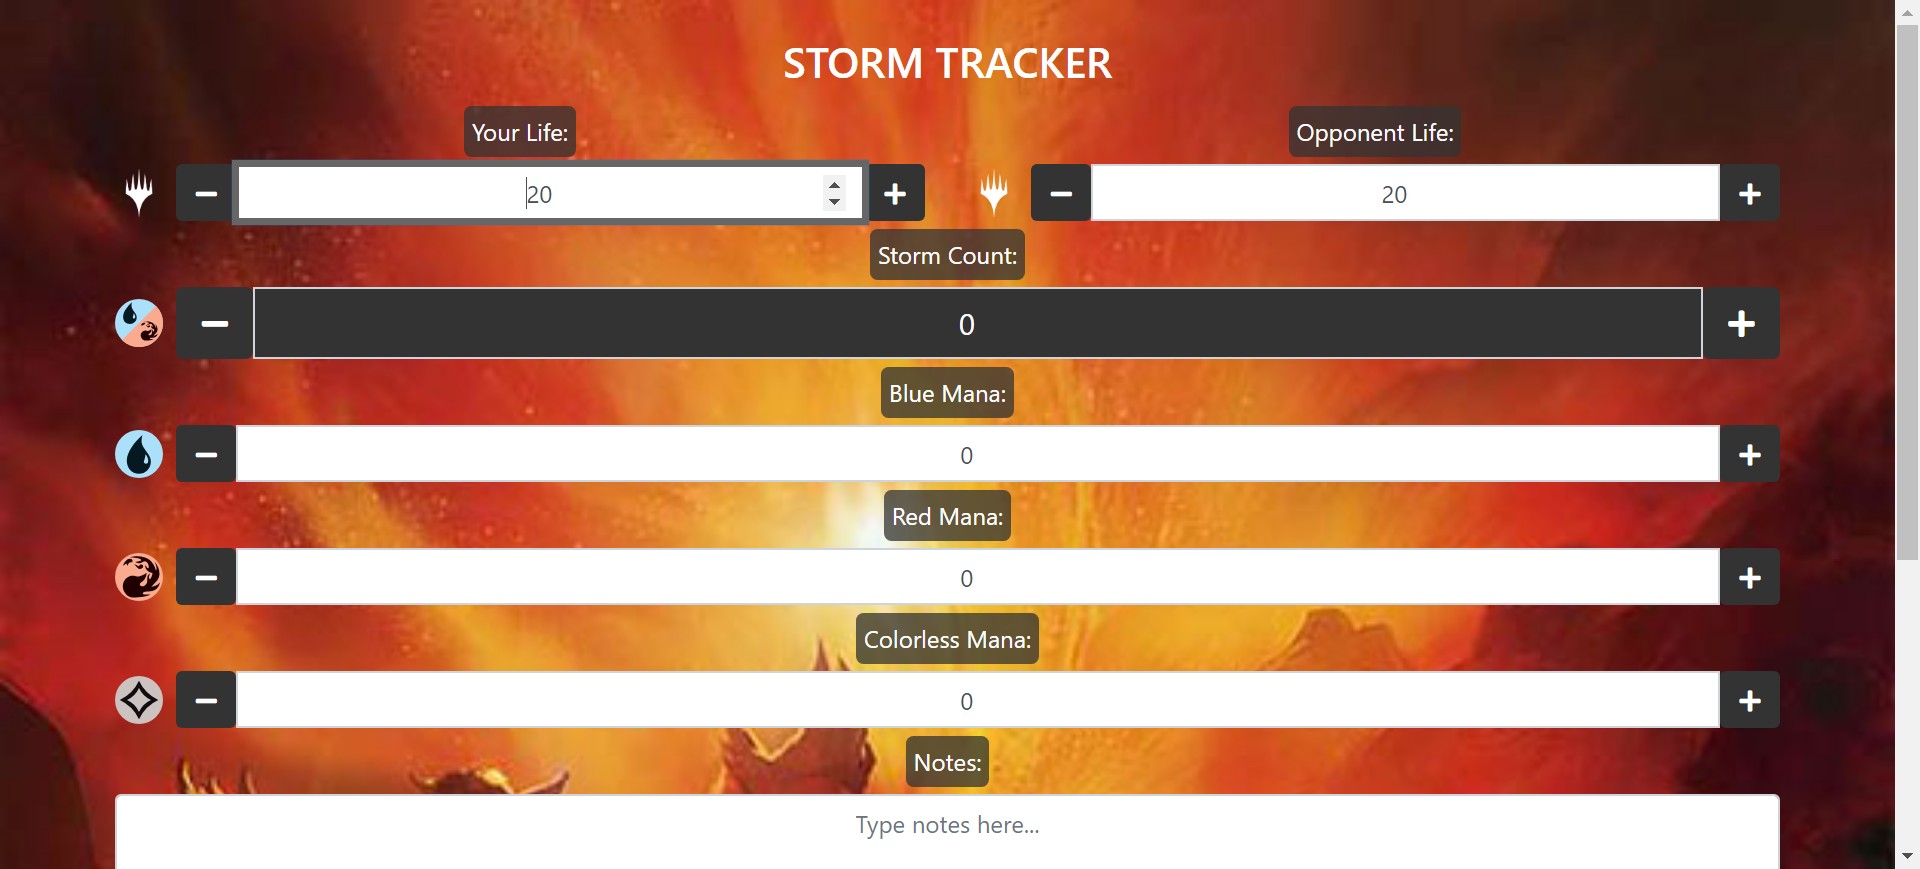 STORM TRACKER
Your Life:
Opponent Life:
20
20
Storm Count:
0
Blue Mana:
0
Red Mana:
0
Colorless Mana:
0
Notes:
Type notes here...